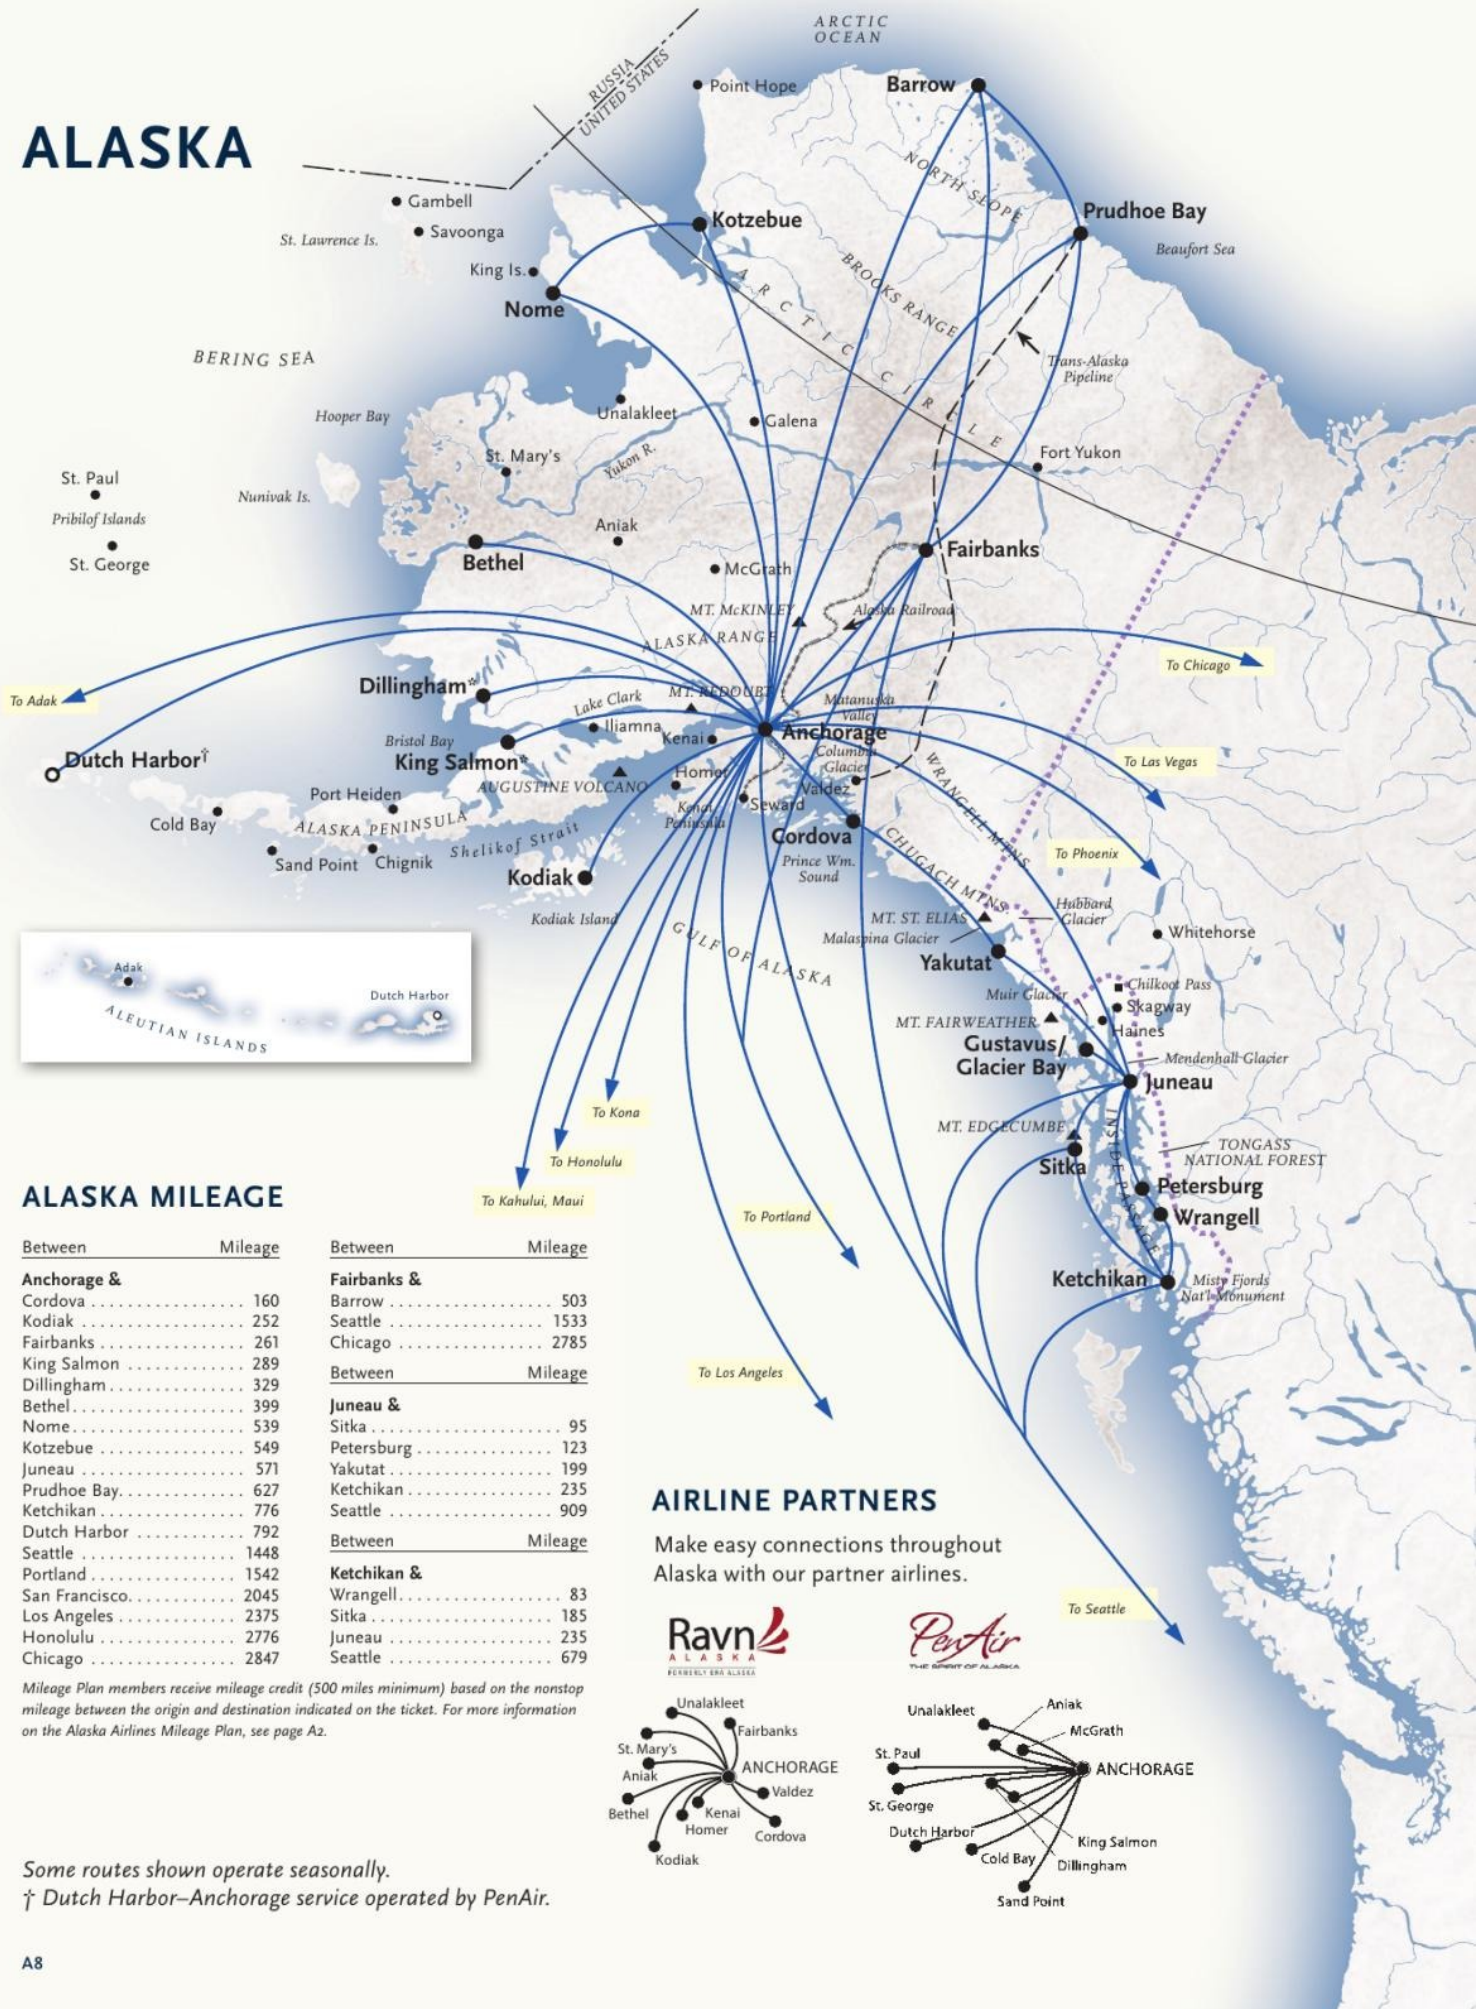 ARCTIC
OCEAN
RUSSIA
UNITED STATES
Point Hope
Barrow
ALASKA
NORTH SLOPE
Gambell
Savoonga
St. Lawrence Is.
Kotzebue
Prudhoe Bay
Beaufort Sea
King Is.
Nome
BROOKS RANGE
ARCTIC CIRCLE
BERING SEA
Trans-Alaska
Pipeline
Hooper Bay
Unalakleet
Galena
St. Mary's
Yukon R.
Fort Yukon
St. Paul
Nunivak Is.
Pribilof Islands
Aniak
St. George
Bethel
McGrath
Fairbanks
MT. McKINLEY
Alaska Railroad
ALASKA RANGE
To Chicago
To Adak
Dillingham*
Lake Clark
MT. REDOUBT
Matanuska
Valley
Iliamna
Kenai
Anchorage
Bristol Bay
King Salmon*
Columbia
Glacier
WRANGELL MTNS.
To Las Vegas
Dutch Harbor†
AUGUSTINE VOLCANO
Homer
Valdez
Port Heiden
Kenai
Peninsula
Seward
Cold Bay
ALASKA PENINSULA
Shelikof Strait
Cordova
CHUGACH MTNS.
To Phoenix
Sand Point
Chignik
Prince Wm.
Sound
Kodiak
Kodiak Island
GULF OF ALASKA
MT. ST. ELIAS
Hubbard
Glacier
Malaspina Glacier
Whitehorse
Yakutat
Adak
Dutch Harbor
ALEUTIAN ISLANDS
Muir Glacier
Chilkoot Pass
Skagway
MT. FAIRWEATHER
Haines
Gustavus/
Glacier Bay
Mendenhall Glacier
Juneau
To Kona
MT. EDGECUMBE
INSIDE PASSAGE
To Honolulu
Sitka
TONGASS
NATIONAL FOREST
To Kahului, Maui
Petersburg
To Portland
Wrangell
Ketchikan
Misty Fjords
Nat'l Monument
To Los Angeles
To Seattle
ALASKA MILEAGE
Between Mileage
Anchorage &
Cordova ................. 160
Kodiak ................. 252
Fairbanks ............... 261
King Salmon ............ 289
Dillingham .............. 329
Bethel .................. 399
Nome .................. 539
Kotzebue ............... 549
Juneau ................. 571
Prudhoe Bay. ............ 627
Ketchikan ............... 776
Dutch Harbor ........... 792
Seattle ................. 1448
Portland ................ 1542
San Francisco. ........... 2045
Los Angeles ............. 2375
Honolulu ............... 2776
Chicago ................ 2847
Between Mileage
Fairbanks &
Barrow .................. 503
Seattle .................. 1533
Chicago ................. 2785
Between Mileage
Juneau &
Sitka ................... 95
Petersburg .............. 123
Yakutat ................. 199
Ketchikan ............... 235
Seattle .................. 909
Between Mileage
Ketchikan &
Wrangell ................. 83
Sitka ................... 185
Juneau .................. 235
Seattle .................. 679
Mileage Plan members receive mileage credit (500 miles minimum) based on the nonstop
mileage between the origin and destination indicated on the ticket. For more information
on the Alaska Airlines Mileage Plan, see page A2.
AIRLINE PARTNERS
Make easy connections throughout
Alaska with our partner airlines.
Ravn
ALASKA
FORMERLY ERA ALASKA
Unalakleet
Fairbanks
St. Mary's
ANCHORAGE
Aniak
Valdez
Bethel
Kenai
Homer
Cordova
Kodiak
PenAir
THE SPIRIT OF ALASKA
Unalakleet
Aniak
McGrath
St. Paul
ANCHORAGE
St. George
Dutch Harbor
King Salmon
Cold Bay
Dillingham
Sand Point
Some routes shown operate seasonally.
† Dutch Harbor–Anchorage service operated by PenAir.
A8